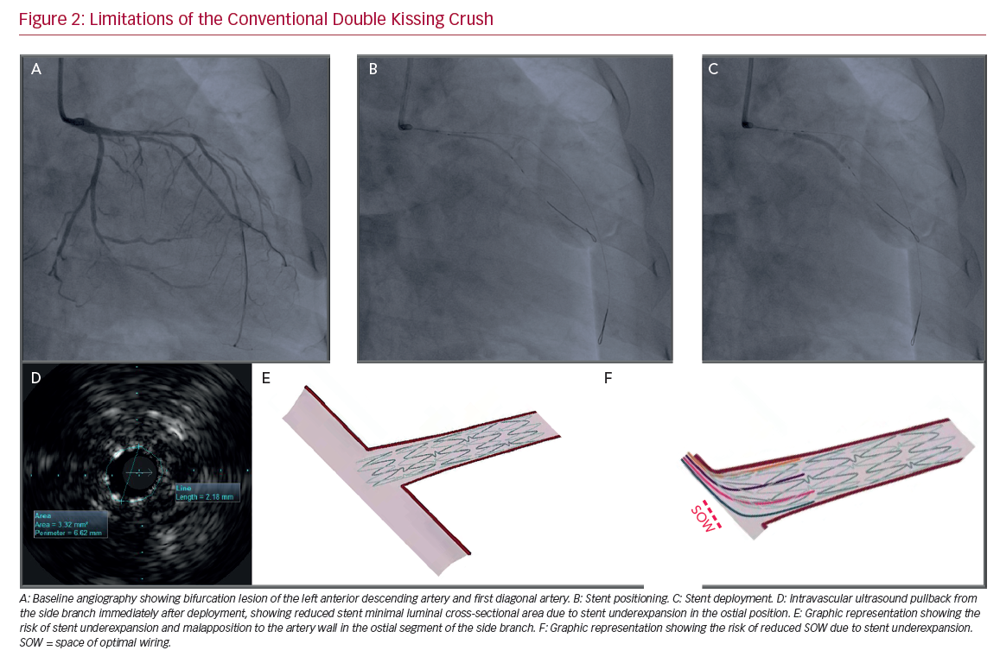 Figure 2: Limitations of the Conventional Double Kissing Crush
A
B
C
D
Line
Length = 2.18 mm
Area
Area = 3.32 mm²
Perimeter = 6.62 mm
E
F
SOW
A: Baseline angiography showing bifurcation lesion of the left anterior descending artery and first diagonal artery. B: Stent positioning. C: Stent deployment. D: Intravascular ultrasound pullback from
the side branch immediately after deployment, showing reduced stent minimal luminal cross-sectional area due to stent underexpansion in the ostial position. E: Graphic representation showing the
risk of stent underexpansion and malapposition to the artery wall in the ostial segment of the side branch. F: Graphic representation showing the risk of reduced SOW due to stent underexpansion.
SOW = space of optimal wiring.